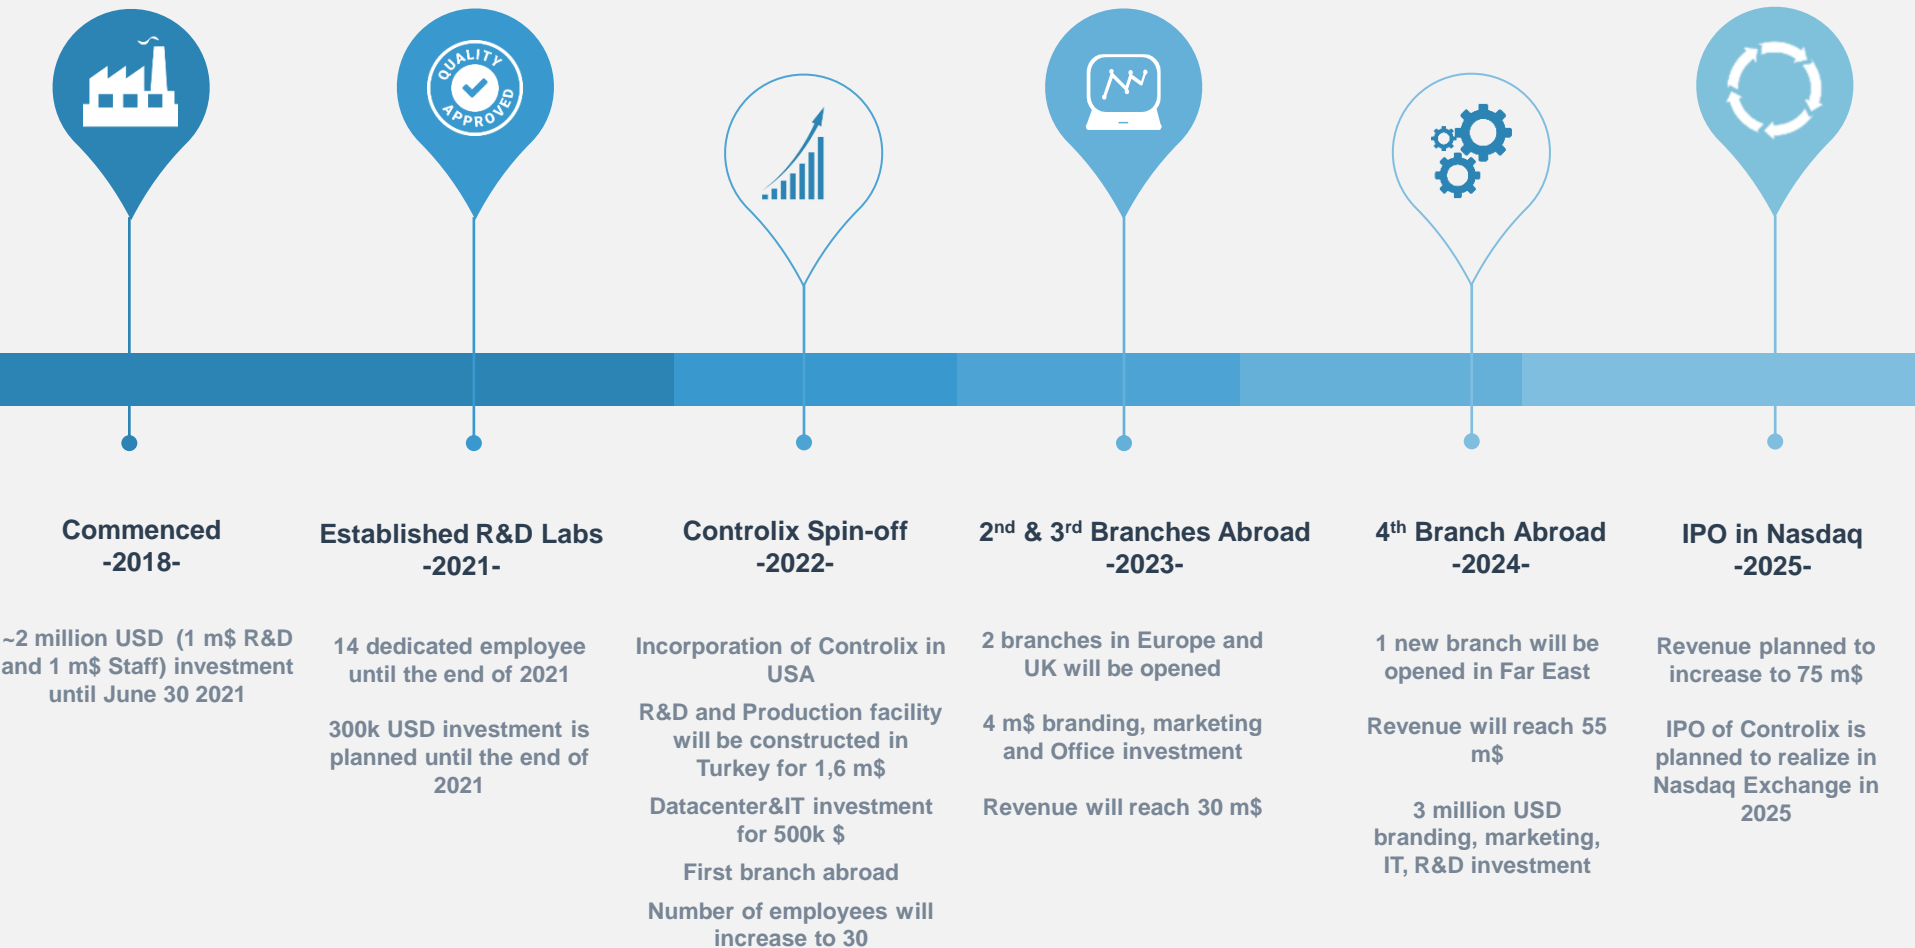 QUALITY
APPROVED
Commenced
-2018-
~2 million USD (1 m$ R&D
and 1 m$ Staff) investment
until June 30 2021
Established R&D Labs
-2021-
14 dedicated employee
until the end of 2021
300k USD investment is
planned until the end of
2021
Controlix Spin-off
-2022-
Incorporation of Controlix in
USA
R&D and Production facility
will be constructed in
Turkey for 1,6 m$
Datacenter&IT investment
for 500k $
First branch abroad
Number of employees will
increase to 30
2nd & 3rd Branches Abroad
-2023-
2 branches in Europe and
UK will be opened
4 m$ branding, marketing
and Office investment
Revenue will reach 30 m$
4th Branch Abroad
-2024-
1 new branch will be
opened in Far East
Revenue will reach 55
m$
3 million USD
branding, marketing,
IT, R&D investment
IPO in Nasdaq
-2025-
Revenue planned to
increase to 75 m$
IPO of Controlix is
planned to realize in
Nasdaq Exchange in
2025